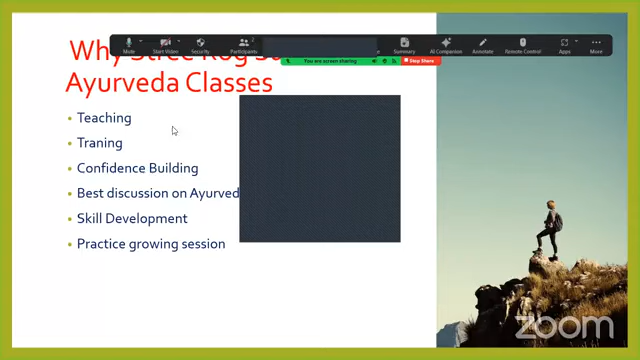 Why Stree Rog
Mute
Start Video
Security
Participants
Summary
AI Companion
Annotate
Remote Control
Apps
More
You are screen sharing
Stop Share
Ayurveda Classes
• Teaching
• Traning
• Confidence Building
• Best discussion on Ayurved
• Skill Development
• Practice growing session
zoom